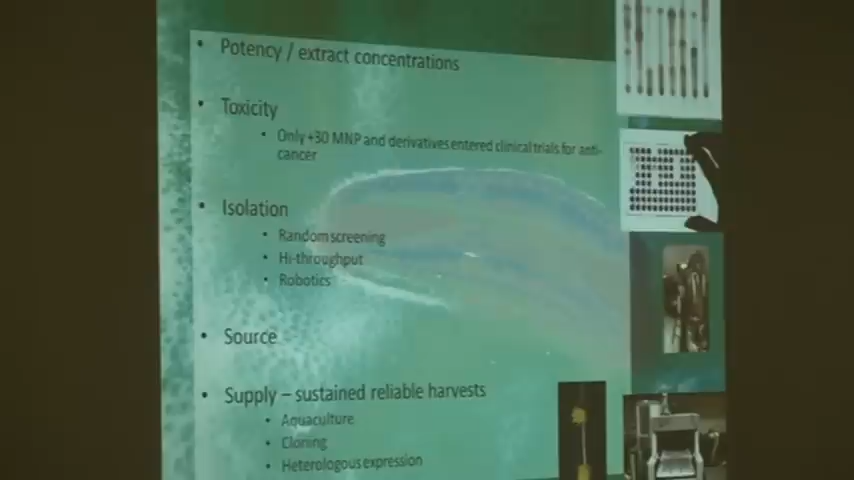 Potency / extract concentrations
Toxicity
Only +30 MNP and derivatives entered clinical trials for anti-
cancer
Isolation
Random screening
Hi-throughput
Robotics
Source
Supply – sustained reliable harvests
Aquaculture
Cloning
Heterologous expression